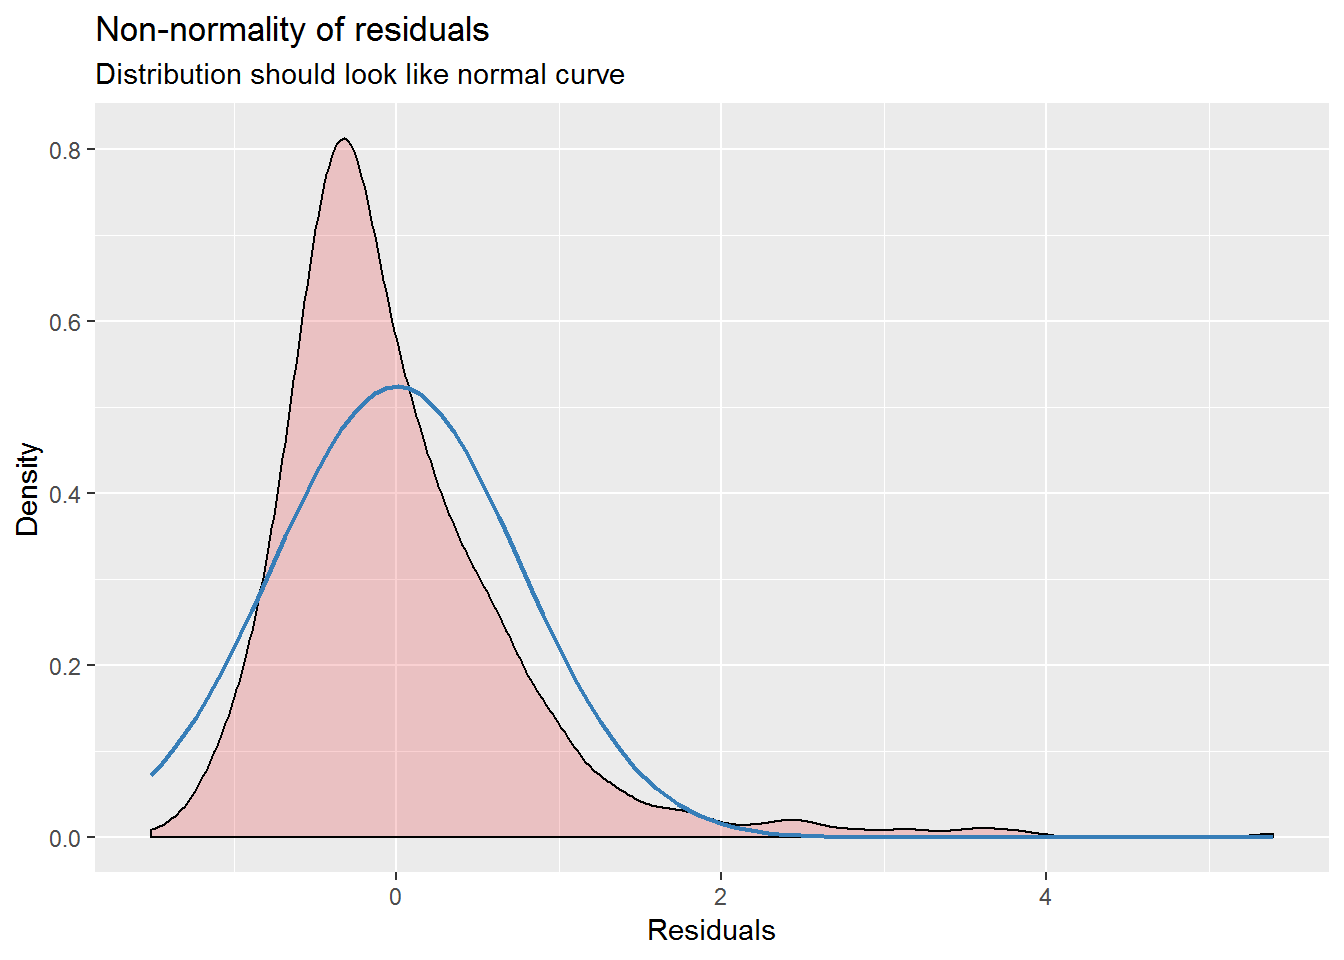 Non-normality of residuals
Distribution should look like normal curve
0.8
0.6
0.4
0.2
0.0
Density
0
2
4
Residuals